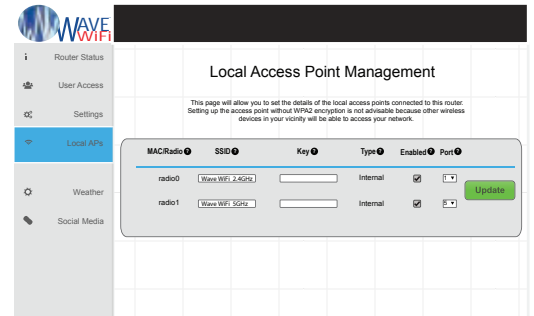 WAVE
WiFi
Router Status
User Access
Settings
Local APs
Weather
Social Media
Local Access Point Management
This page will allow you to set the details of the local access points connected to this router.
Setting up the access point without WPA2 encryption is not advisable because other wireless
devices in your vicinity will be able to access your network.
MAC/Radio ? SSID ? Key ? Type ? Enabled ? Port ?
radio0 Wave WiFi 2.4GHz Internal 1
radio1 Wave WiFi 5GHz Internal
Update